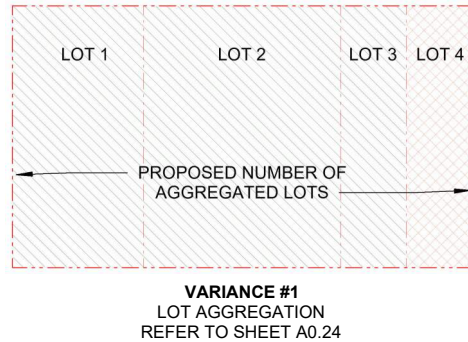 LOT 1 LOT 2 LOT 3 LOT 4
PROPOSED NUMBER OF
AGGREGATED LOTS
VARIANCE #1
LOT AGGREGATION
REFER TO SHEET A0.24